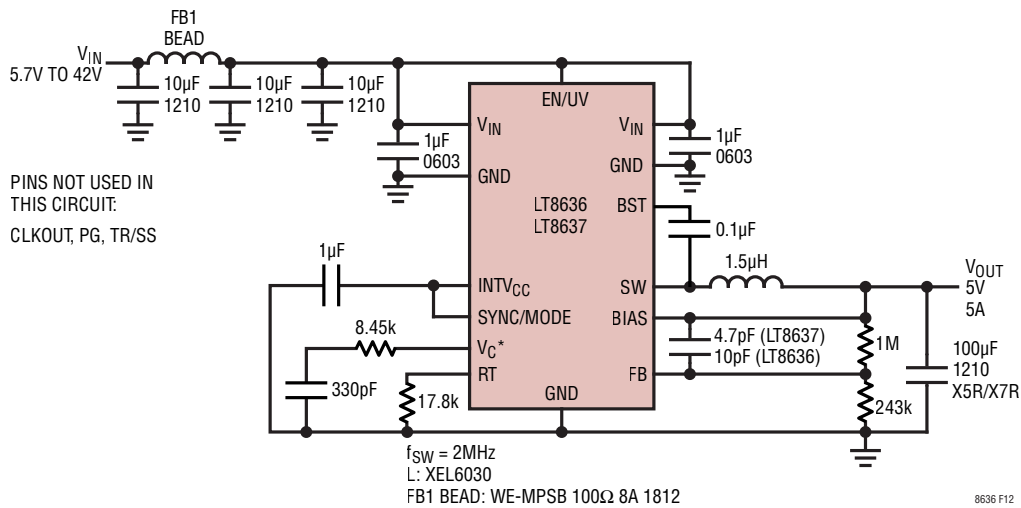 FB1
BEAD
VIN
5.7V TO 42V
10µF
1210
10µF
1210
10µF
1210
EN/UV
VIN
VIN
1µF
0603
1µF
0603
GND
GND
PINS NOT USED IN
THIS CIRCUIT:
CLKOUT, PG, TR/SS
LT8636
LT8637
BST
0.1µF
1µF
1.5µH
INTVCC
SW
VOUT
5V
5A
SYNC/MODE
BIAS
8.45k
4.7pF (LT8637)
10pF (LT8636)
1M
VC*
100µF
1210
X5R/X7R
RT
FB
330pF
17.8k
GND
243k
fSW = 2MHz
L: XEL6030
FB1 BEAD: WE-MPSB 100Ω 8A 1812
8636 F12